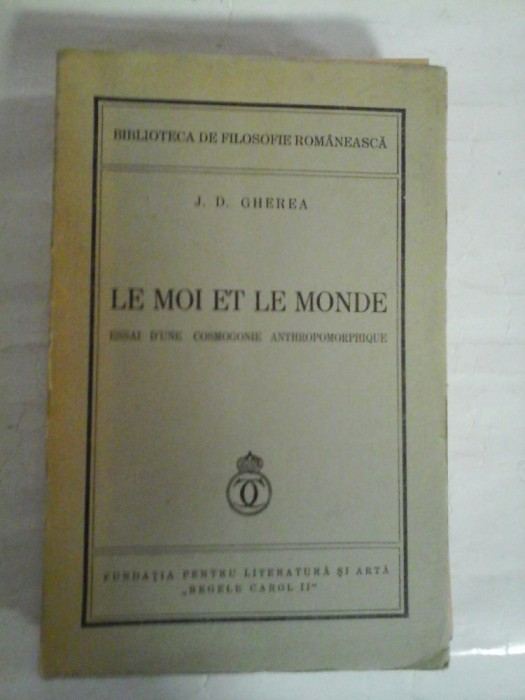 BIBLIOTECA DE FILOSOFIE ROMÂNEASCĂ
J. D. GHEREA
LE MOI ET LE MONDE
ESSAI D'UNE COSMOGONIE ANTHROPOMORPHIQUE
FUNDAȚIA PENTRU LITERATURĂ ȘI ARTĂ
„REGELE CAROL II"